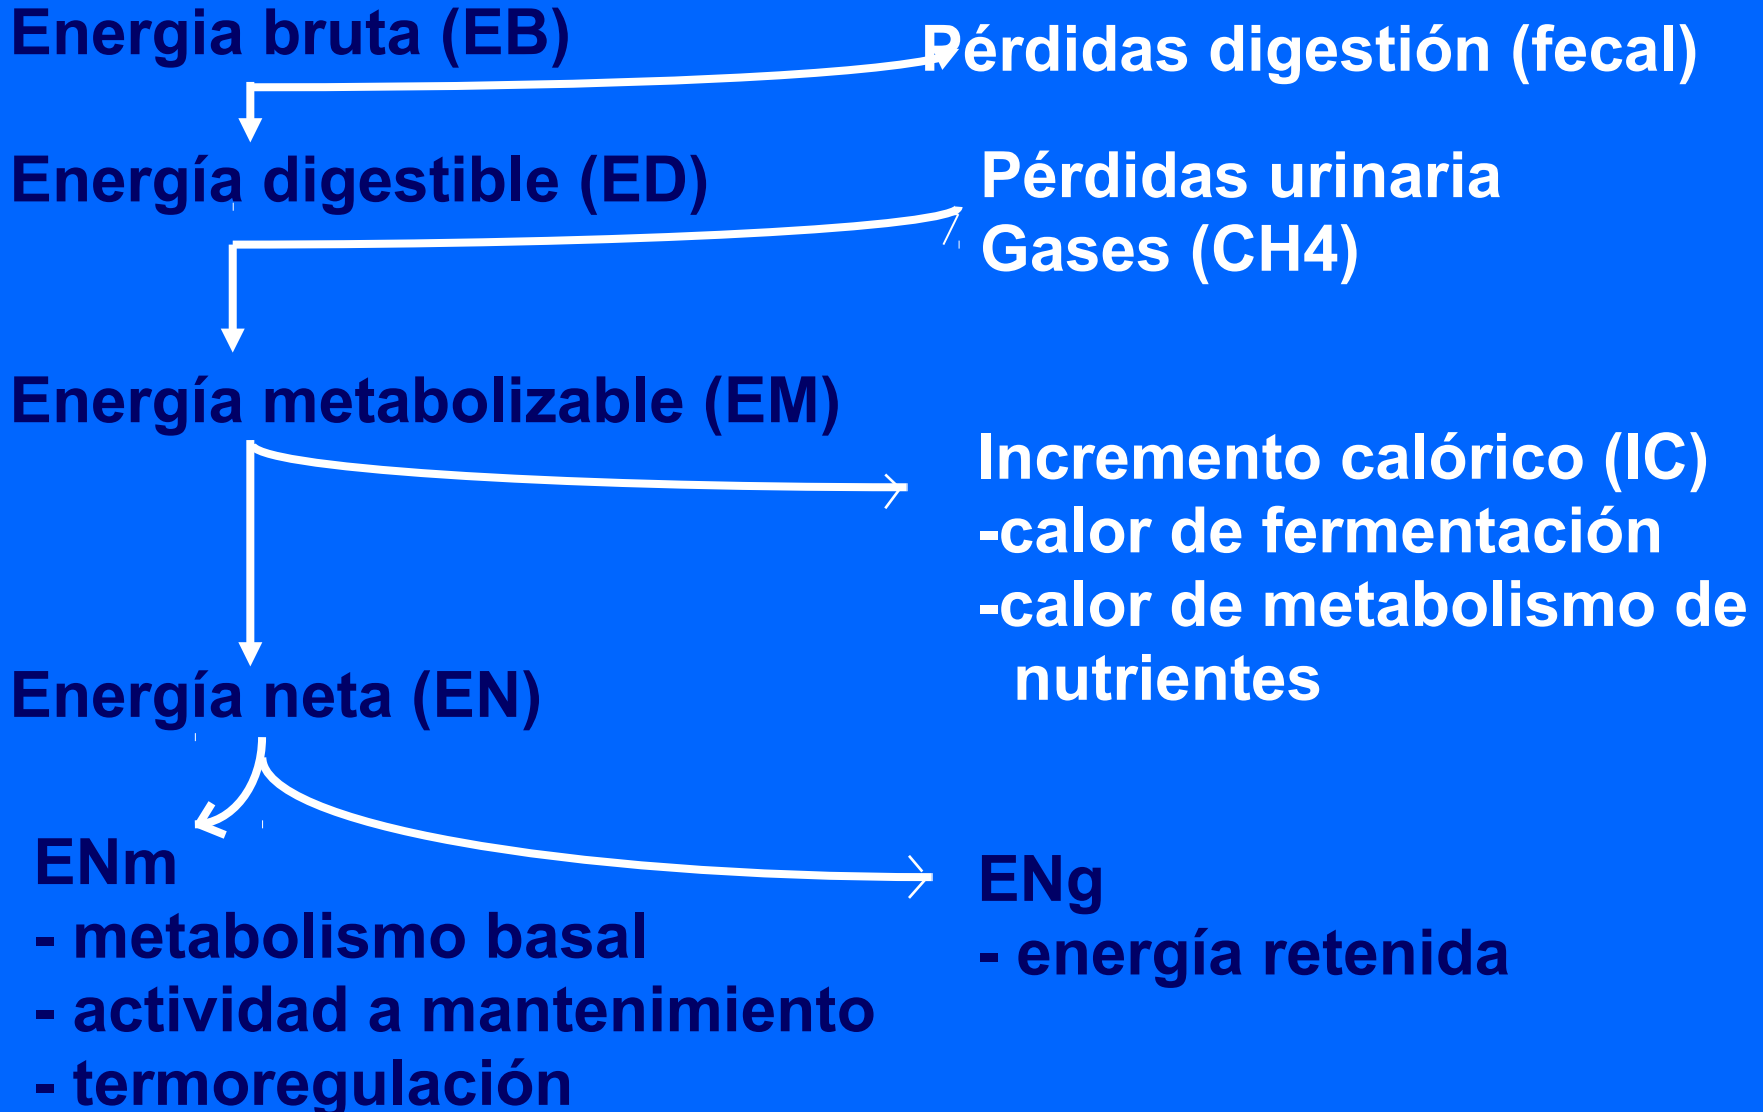 Energia bruta (EB)
Pérdidas digestión (fecal)
Energía digestible (ED)
Pérdidas urinaria
Gases (CH4)
Energía metabolizable (EM)
Incremento calórico (IC)
-calor de fermentación
-calor de metabolismo de
nutrientes
Energía neta (EN)
ENm
- metabolismo basal
- actividad a mantenimiento
- termoregulación
ENg
- energía retenida